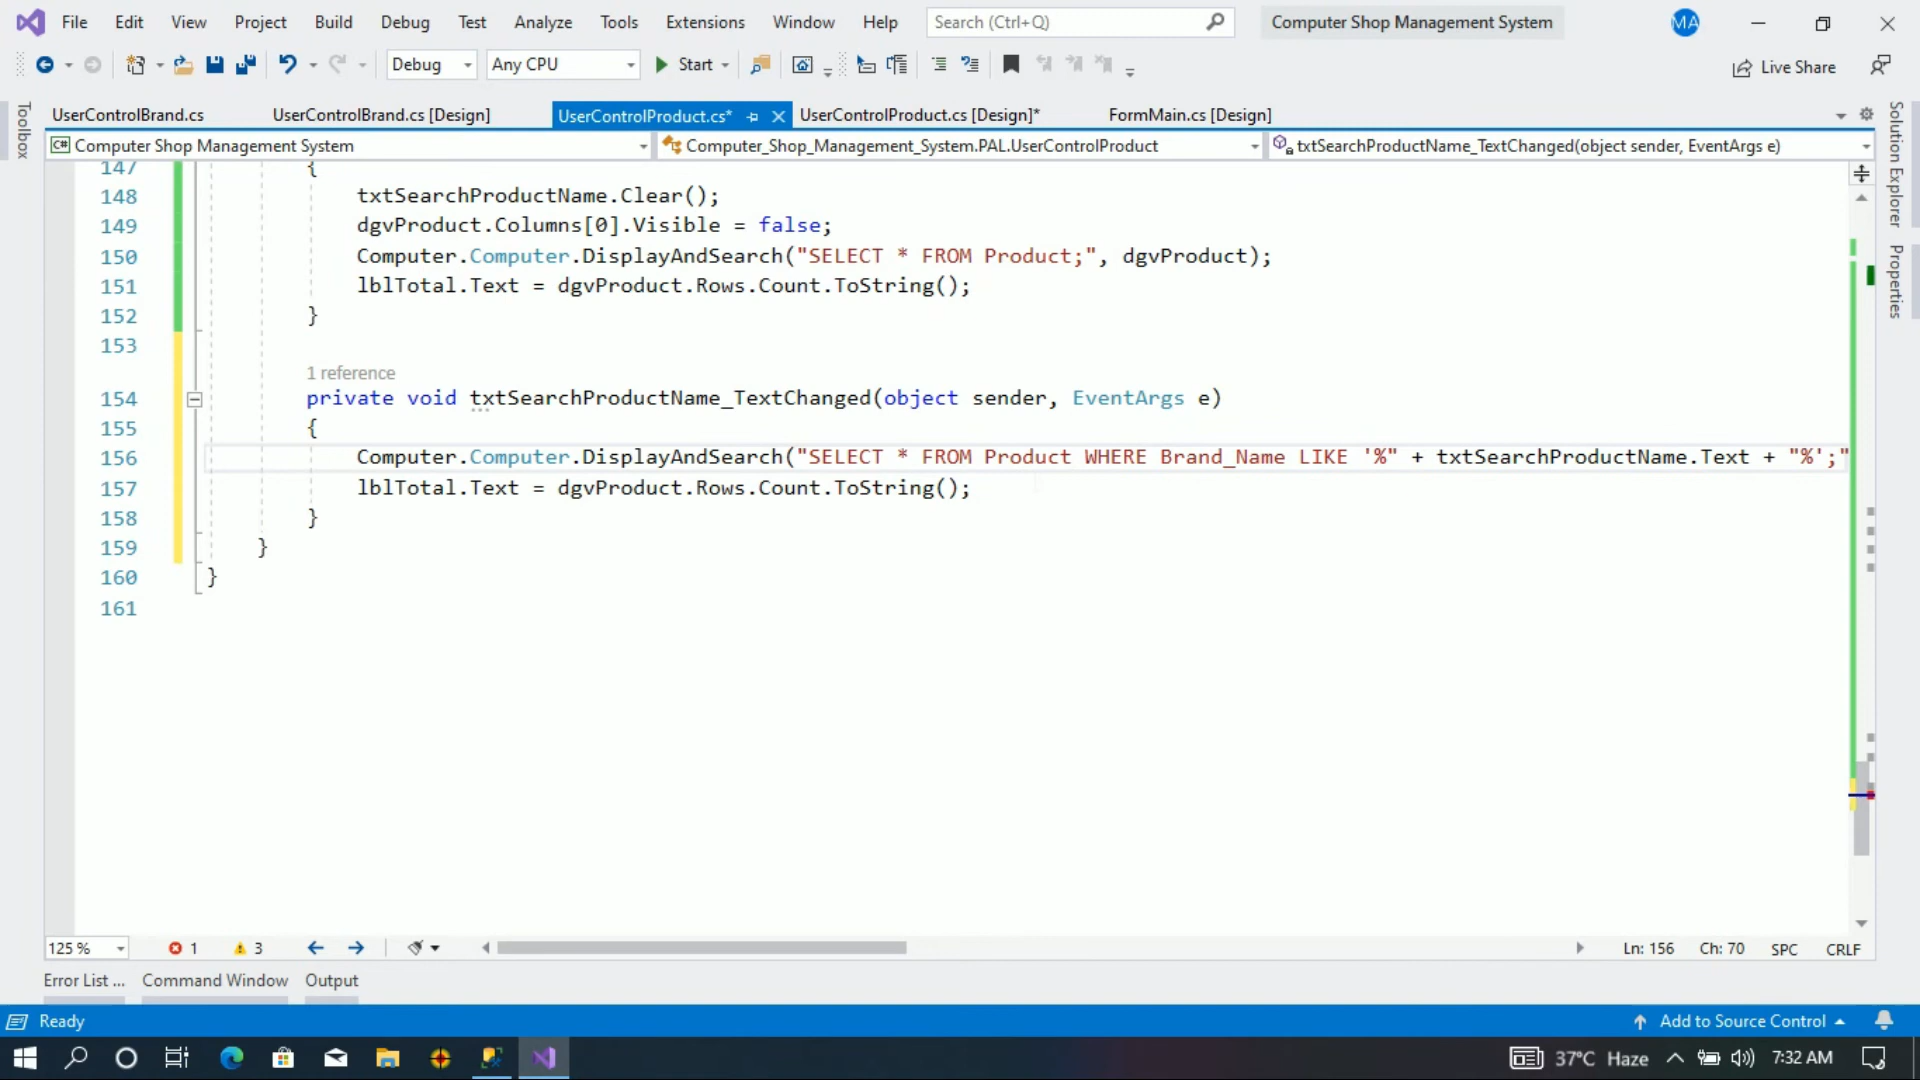 File Edit View Project Build Debug Test Analyze Tools Extensions Window Help Search (Ctrl+Q) Computer Shop Management System MA
Debug Any CPU Start Live Share
UserControlBrand.cs UserControlBrand.cs [Design] UserControlProduct.cs* UserControlProduct.cs [Design]* FormMain.cs [Design]
C# Computer Shop Management System Computer_Shop_Management_System.PAL.UserControlProduct txtSearchProductName_TextChanged(object sender, EventArgs e)
Toolbox
Solution Explorer
Properties
147 {
148 txtSearchProductName.Clear();
149 dgvProduct.Columns[0].Visible = false;
150 Computer.Computer.DisplayAndSearch("SELECT * FROM Product;", dgvProduct);
151 lblTotal.Text = dgvProduct.Rows.Count.ToString();
152 }
153
1 reference
154 private void txtSearchProductName_TextChanged(object sender, EventArgs e)
155 {
156 Computer.Computer.DisplayAndSearch("SELECT * FROM Product WHERE Brand_Name LIKE '%" + txtSearchProductName.Text + "%';"
157 lblTotal.Text = dgvProduct.Rows.Count.ToString();
158 }
159 }
160 }
161
125 % 1 3 Ln: 156 Ch: 70 SPC CRLF
Error List ... Command Window Output
Ready Add to Source Control
37°C Haze 7:32 AM